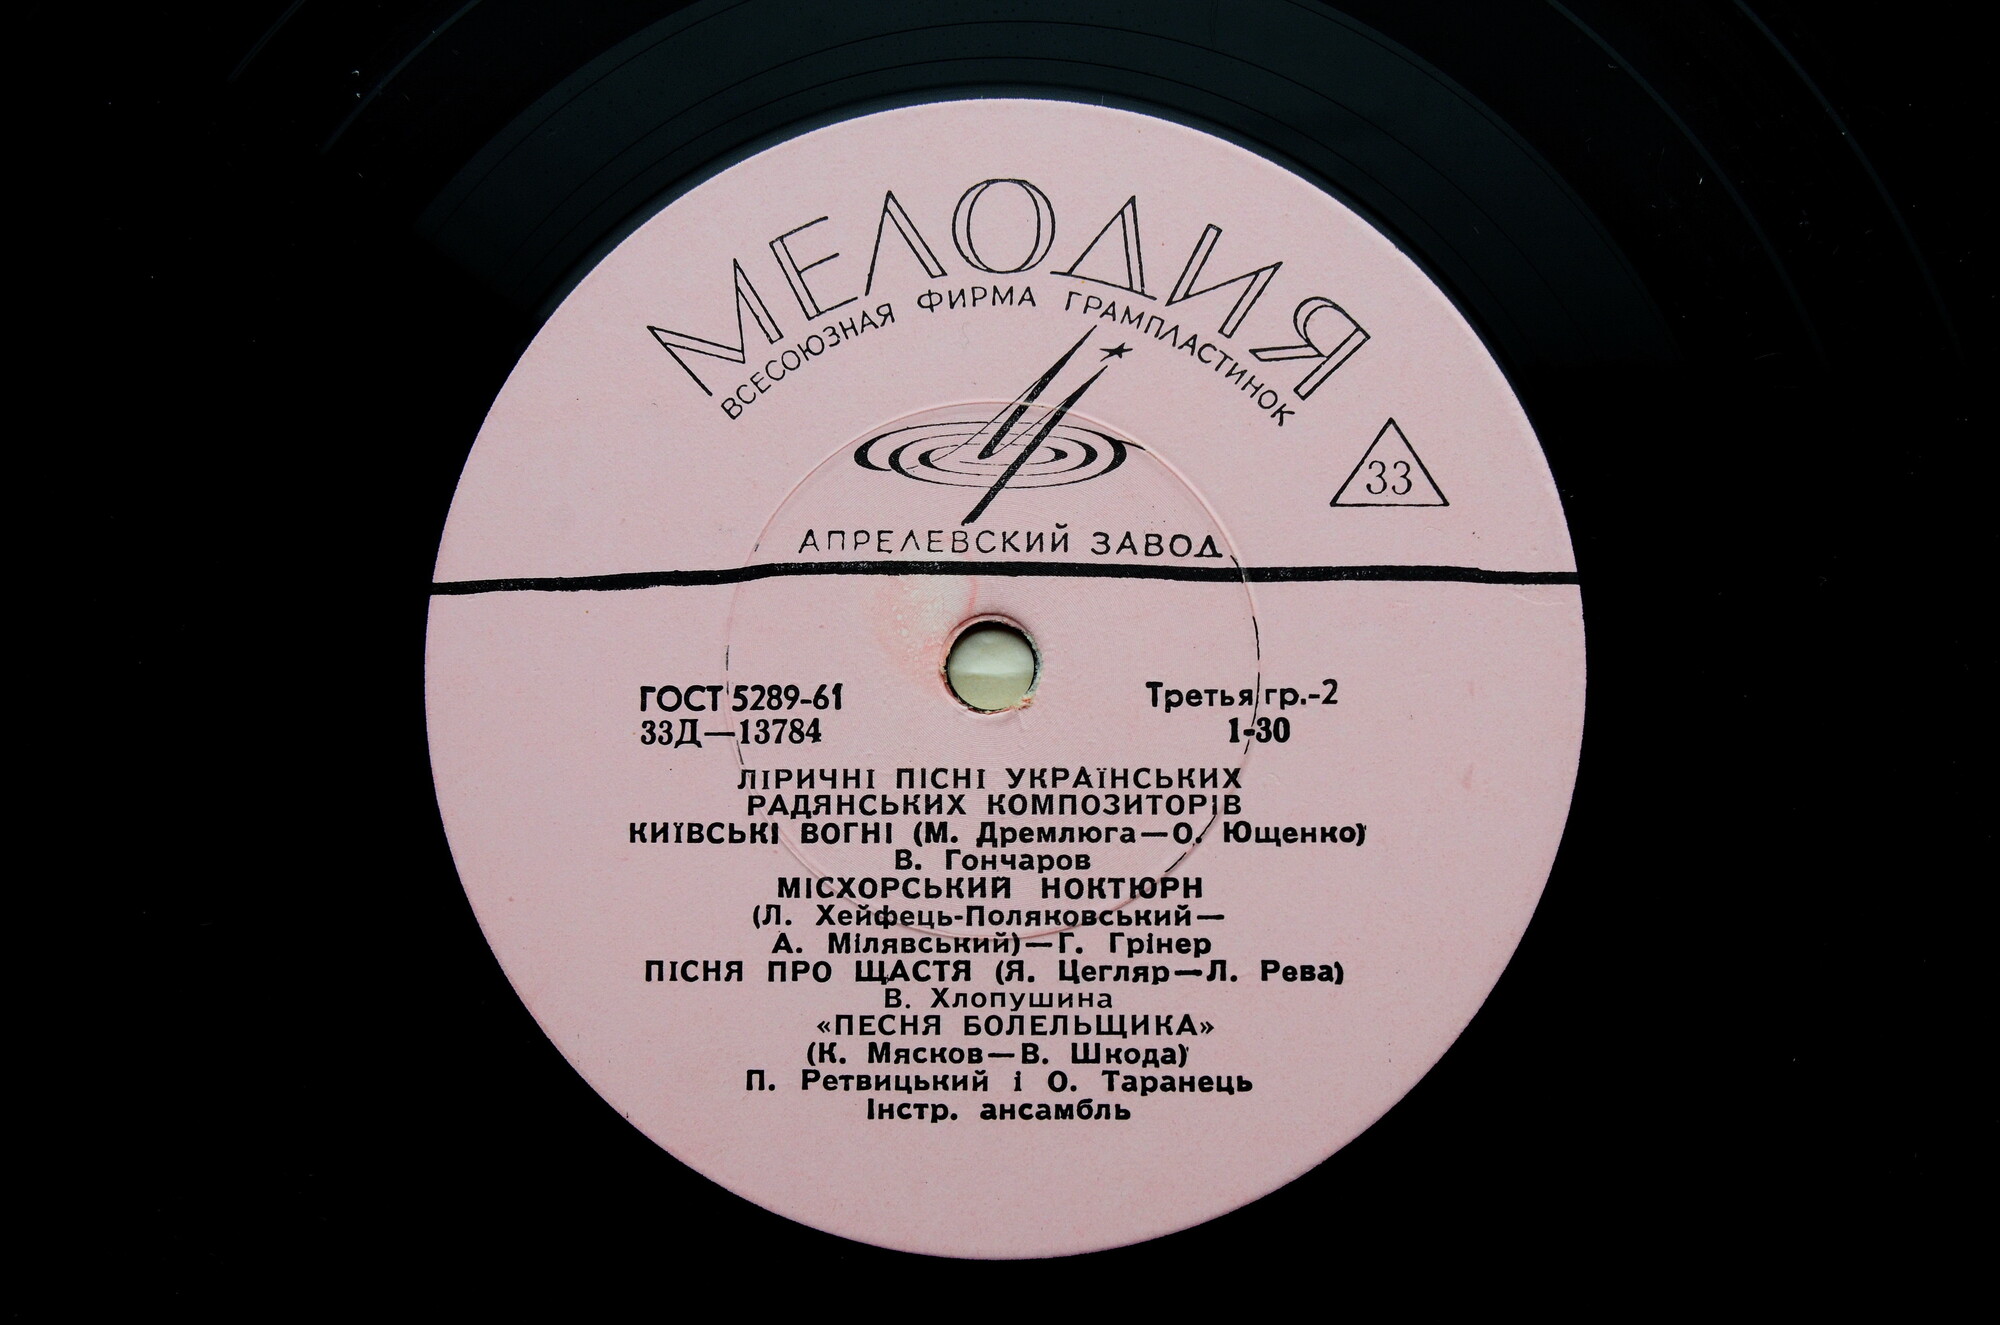 МЕЛОДИЯ
ВСЕСОЮЗНАЯ ФИРМА ГРАМПЛАСТИНОК
33
АПРЕЛЕВСКИЙ ЗАВОД
ГОСТ 5289-61 Третья гр.-2
33Д—13784 1-30
ЛІРИЧНІ ПІСНІ УКРАЇНСЬКИХ
РАДЯНСЬКИХ КОМПОЗИТОРІВ
КИЇВСЬКІ ВОГНІ (М. Дремлюга—О. Ющенко)
В. Гончаров
МІСХОРСЬКИЙ НОКТЮРН
(Л. Хейфець-Поляковський—
А. Мілявський)—Г. Грінер
ПІСНЯ ПРО ЩАСТЯ (Я. Цегляр—Л. Рева)
В. Хлопушина
«ПЕСНЯ БОЛЕЛЬЩИКА»
(К. Мясков—В. Шкода)
П. Ретвицький і О. Таранець
Інстр. ансамбль